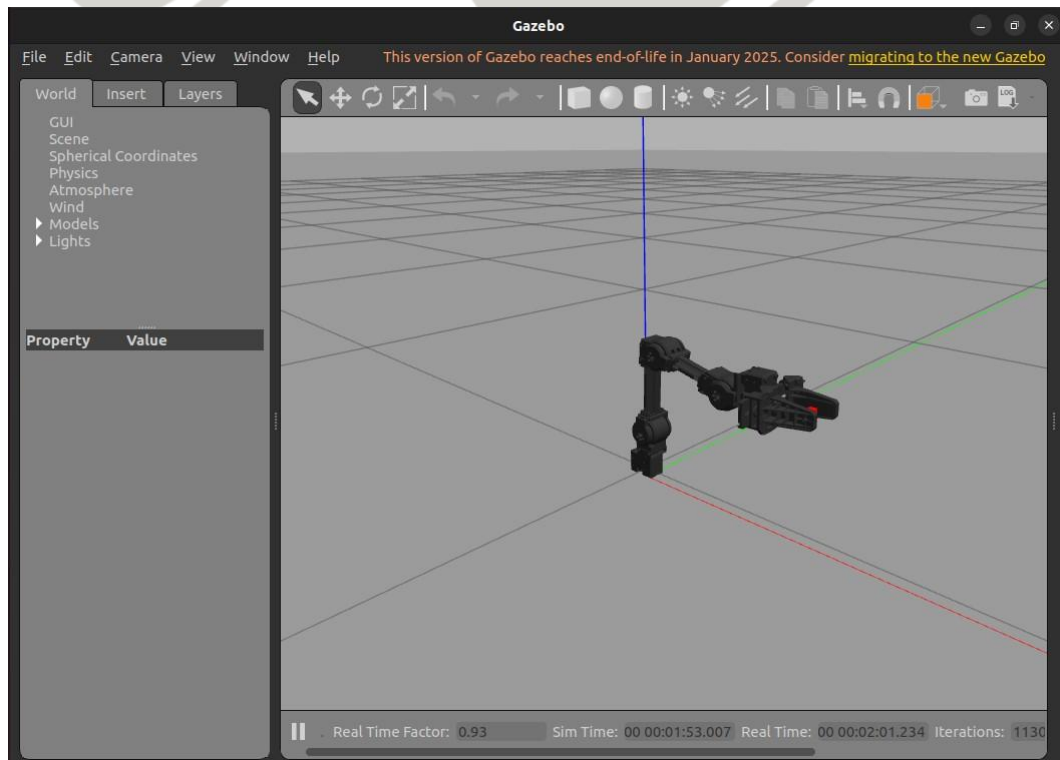 Gazebo
File Edit Camera View Window Help This version of Gazebo reaches end-of-life in January 2025. Consider migrating to the new Gazebo
World Insert Layers
LOG
GUI
Scene
Spherical Coordinates
Physics
Atmosphere
Wind
Models
Lights
Property Value
Real Time Factor: 0.93 Sim Time: 00 00:01:53.007 Real Time: 00 00:02:01.234 Iterations: 1130